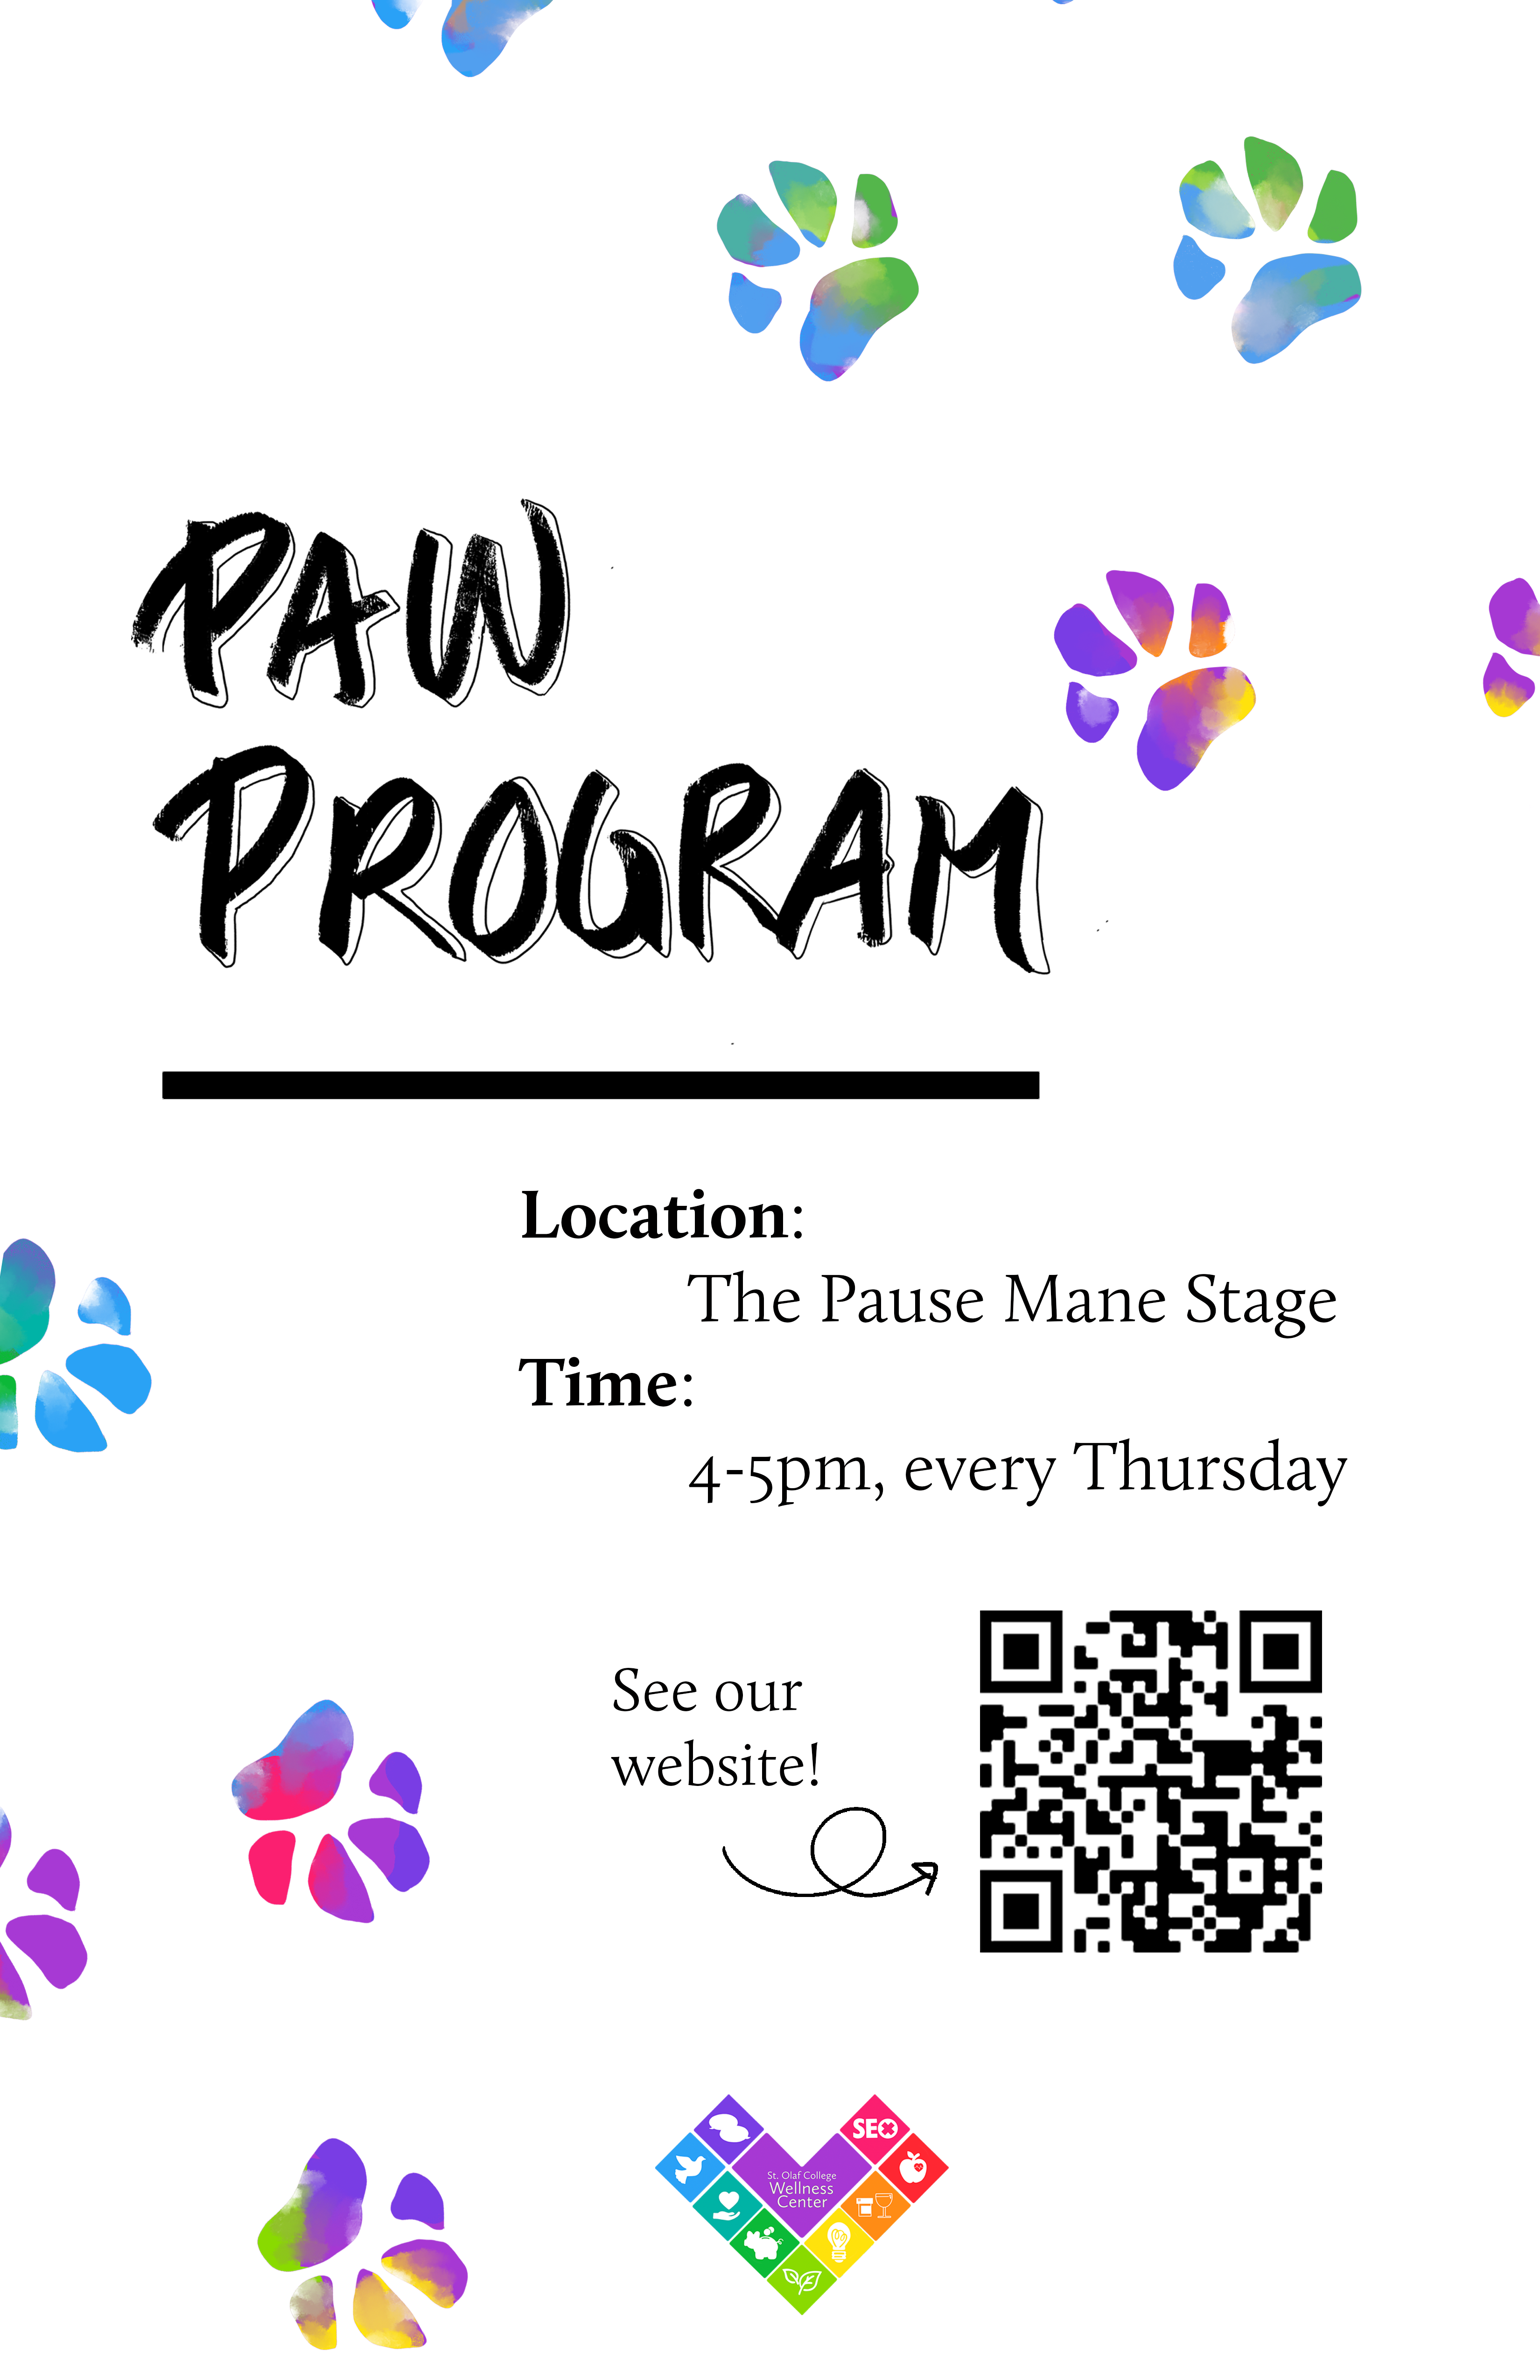 PAW
PROGRAM
Location:
The Pause Mane Stage
Time:
4-5pm, every Thursday
See our
website!
SEX
St. Olaf College
Wellness
Center